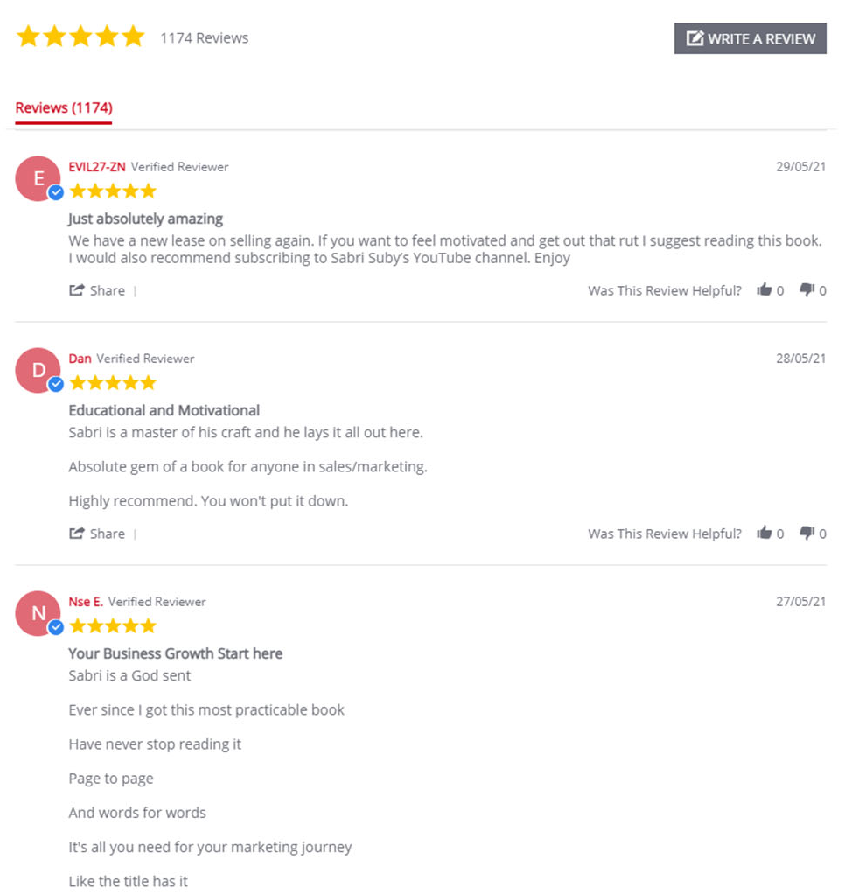 1174 Reviews
WRITE A REVIEW
Reviews (1174)
E
EVIL27-ZN Verified Reviewer
29/05/21
Just absolutely amazing
We have a new lease on selling again. If you want to feel motivated and get out that rut I suggest reading this book.
I would also recommend subscribing to Sabri Suby's YouTube channel. Enjoy
Share |
Was This Review Helpful? 0 0
D
Dan Verified Reviewer
28/05/21
Educational and Motivational
Sabri is a master of his craft and he lays it all out here.
Absolute gem of a book for anyone in sales/marketing.
Highly recommend. You won't put it down.
Share |
Was This Review Helpful? 0 0
N
Nse E. Verified Reviewer
27/05/21
Your Business Growth Start here
Sabri is a God sent
Ever since I got this most practicable book
Have never stop reading it
Page to page
And words for words
It's all you need for your marketing journey
Like the title has it